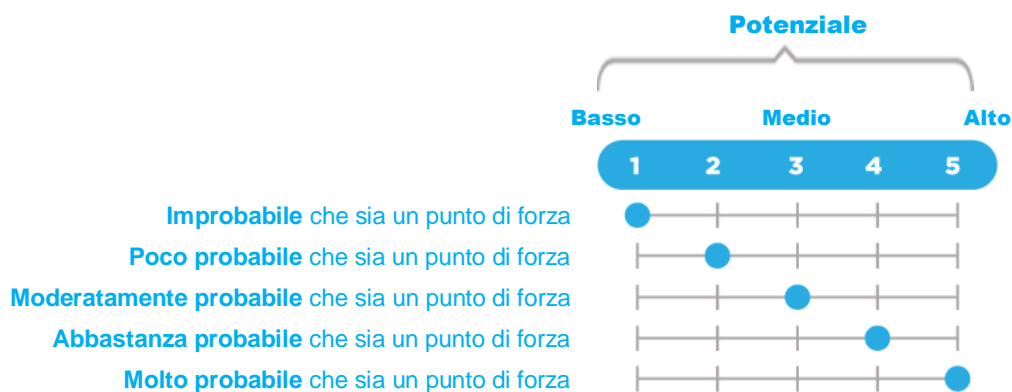 Potenziale
Basso Medio Alto
1 2 3 4 5
Improbabile che sia un punto di forza
Poco probabile che sia un punto di forza
Moderatamente probabile che sia un punto di forza
Abbastanza probabile che sia un punto di forza
Molto probabile che sia un punto di forza